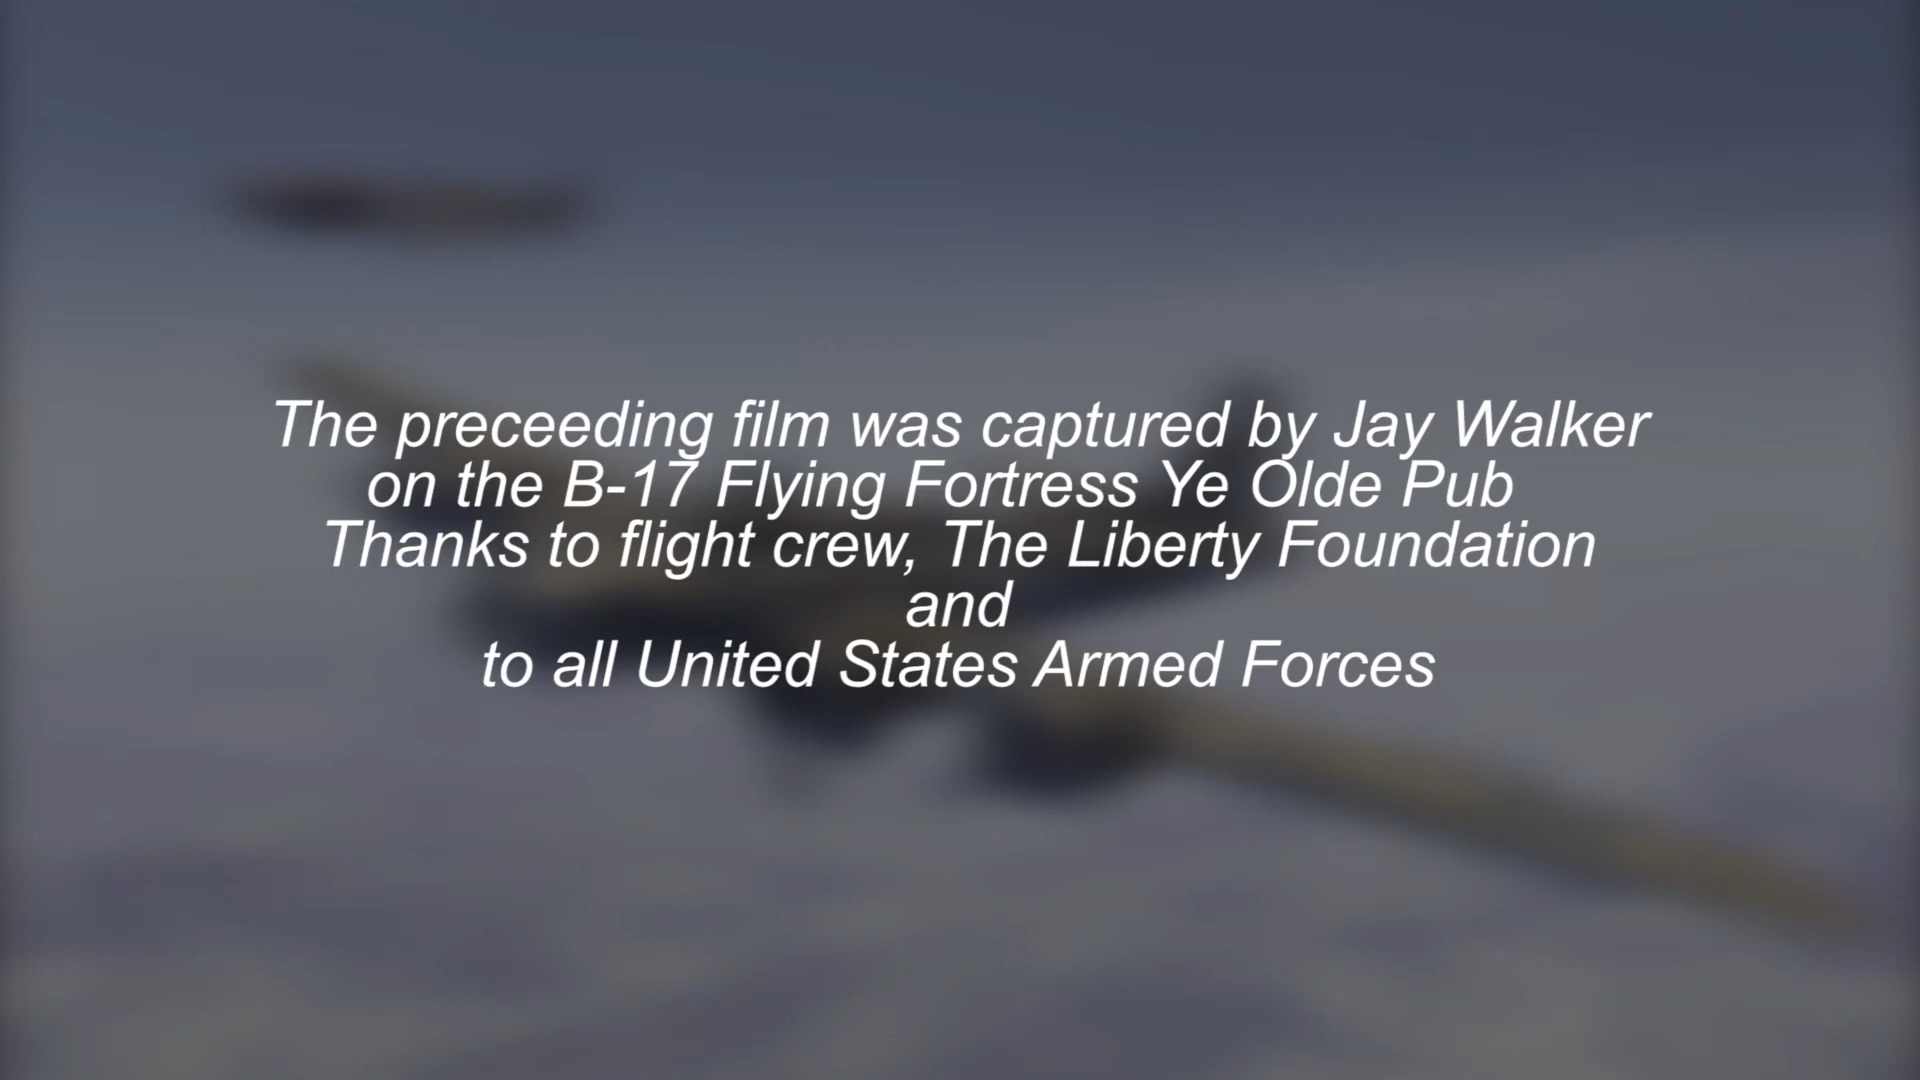 The preceeding film was captured by Jay Walker
on the B-17 Flying Fortress Ye Olde Pub
Thanks to flight crew, The Liberty Foundation
and
to all United States Armed Forces